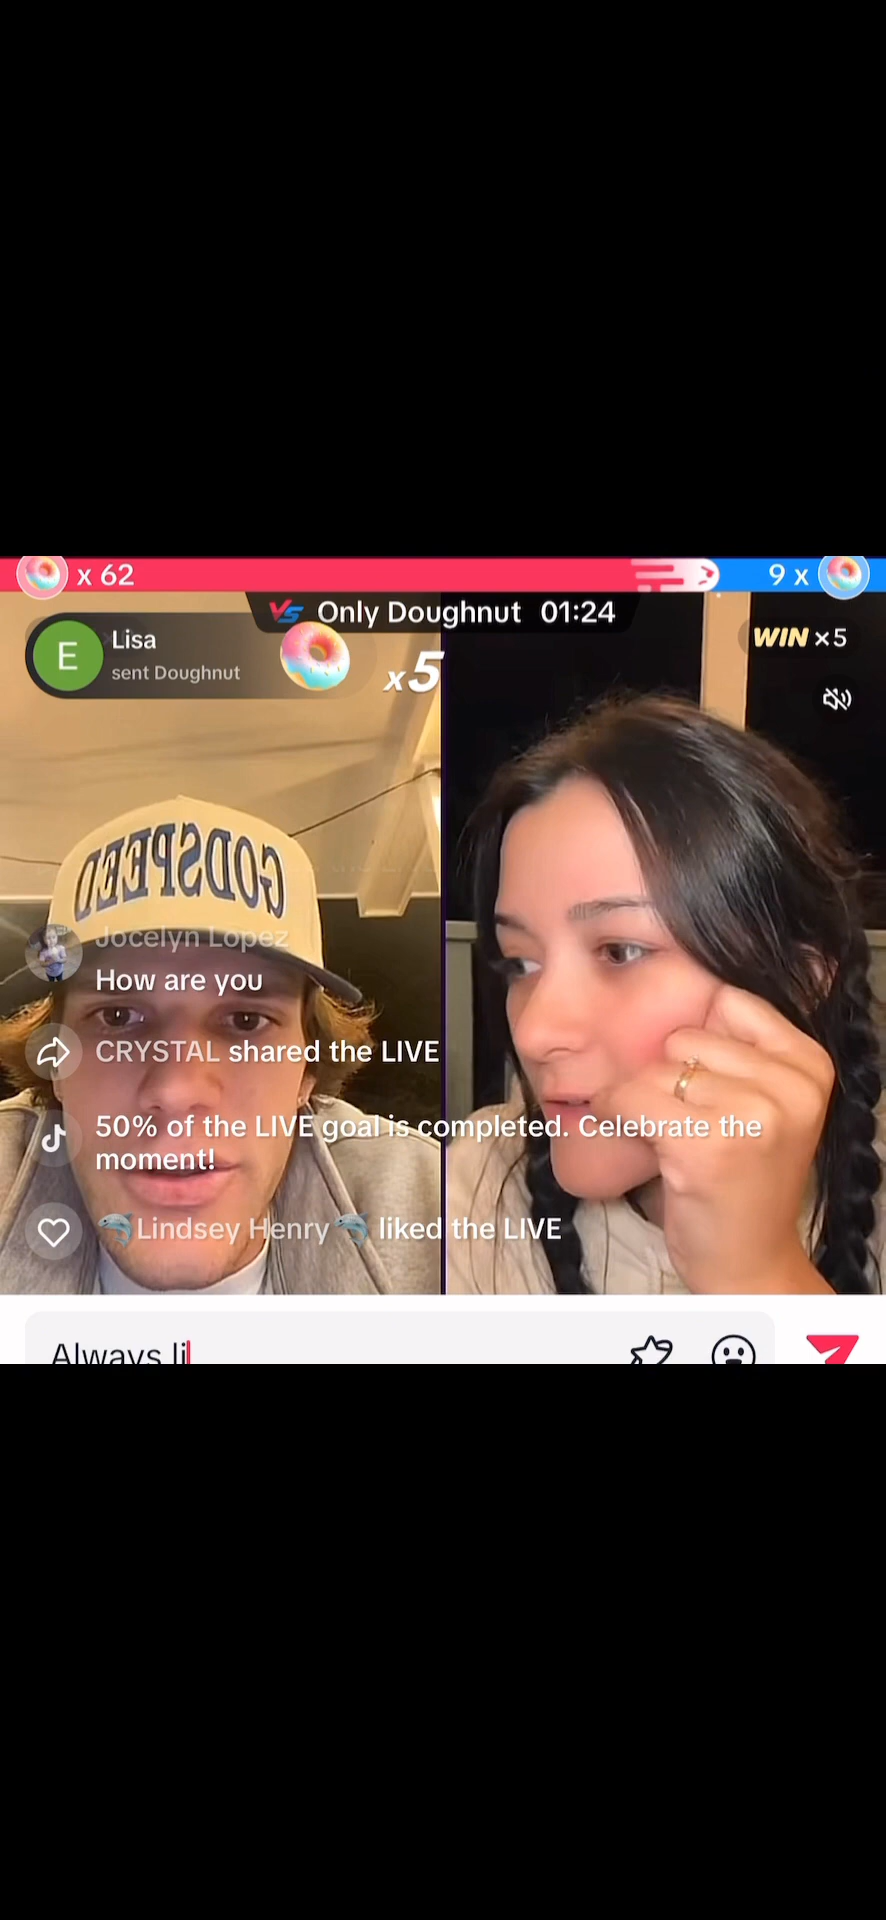 x 62
9 x
VS Only Doughnut 01:24
E
Lisa
sent Doughnut
x5
WIN x5
GODSPEED
Jocelyn Lopez
How are you
CRYSTAL shared the LIVE
50% of the LIVE goal is completed. Celebrate the
moment!
🐬Lindsey Henry🐬 liked the LIVE
Always li